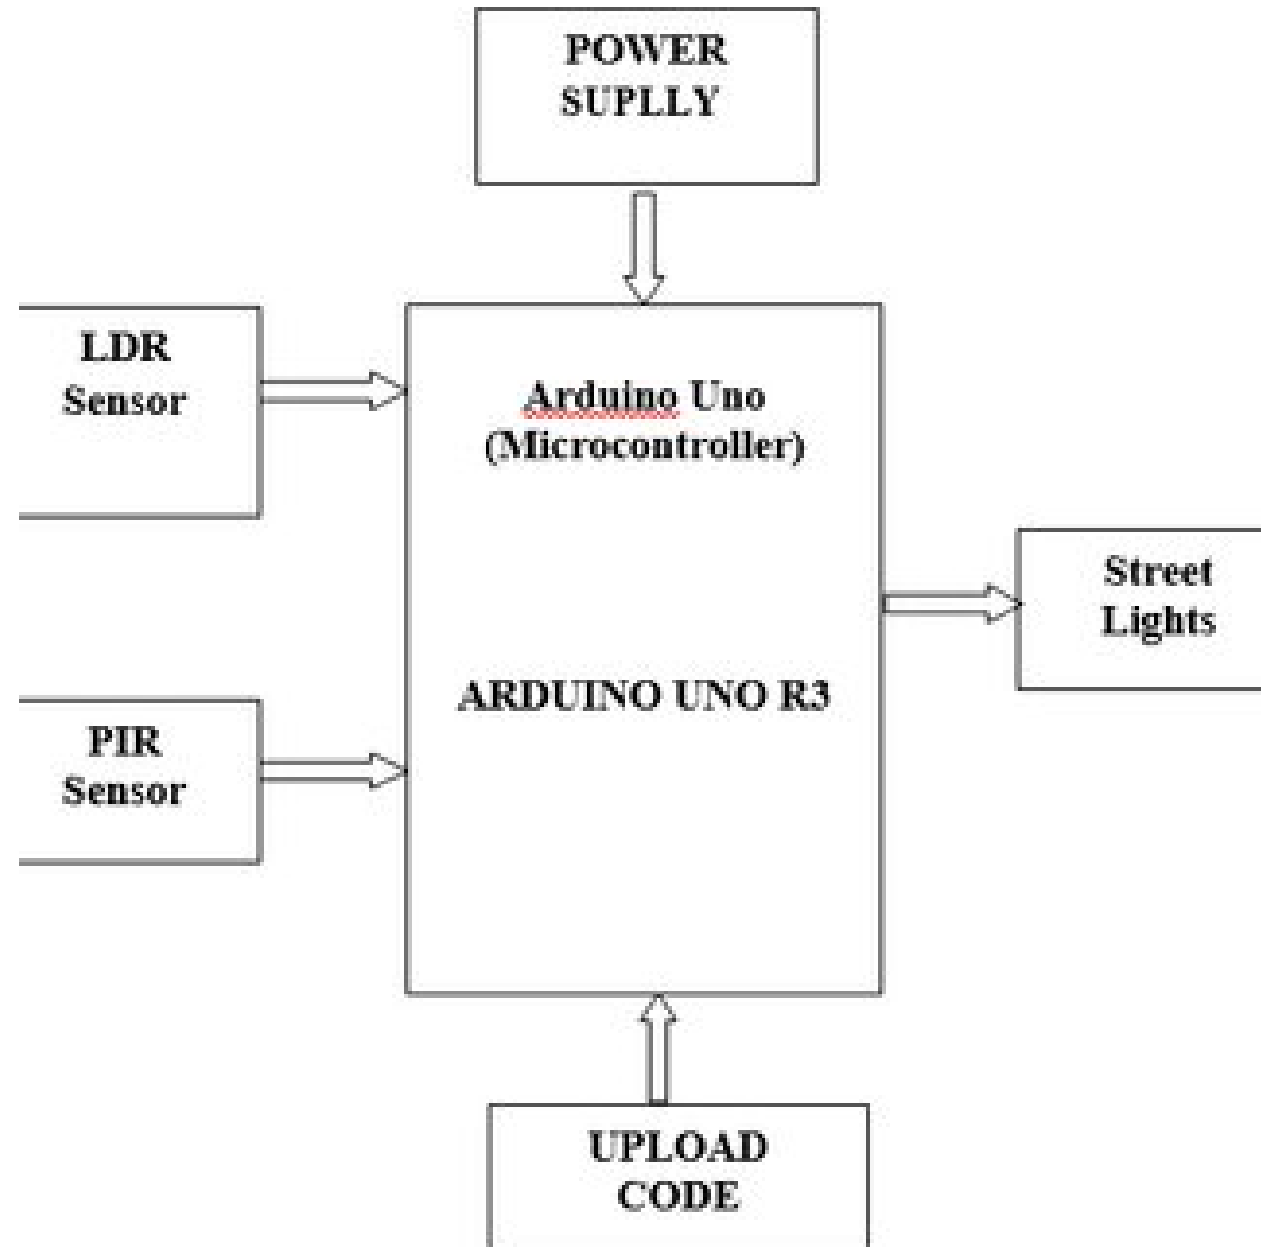 POWER
SUPLLY
LDR
Sensor
Arduino Uno
(Microcontroller)
Street
Lights
ARDUINO UNO R3
PIR
Sensor
UPLOAD
CODE